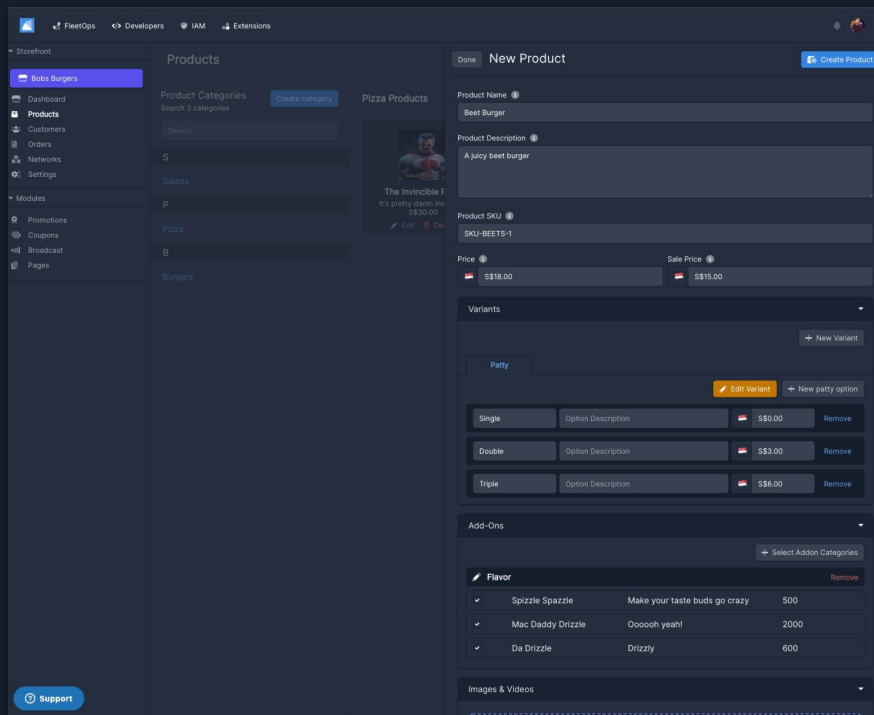 FleetOps
</> Developers
IAM
Extensions
Storefront
Bobs Burgers
Dashboard
Products
Customers
Orders
Networks
Settings
Modules
Promotions
Coupons
Broadcast
Pages
Support
Products
Product Categories
Search 3 categories
Create category
Search
S
Salads
P
Pizza
B
Burgers
Pizza Products
The Invincible
It's pretty damn
S$30.00
Edit
Done
New Product
Create Product
Product Name
Beet Burger
Product Description
A juicy beet burger
Product SKU
SKU-BEETS-1
Price
Sale Price
S$18.00
S$15.00
Variants
+ New Variant
Patty
Edit Variant
+ New patty option
Single
Option Description
S$0.00
Remove
Double
Option Description
S$3.00
Remove
Triple
Option Description
S$6.00
Remove
Add-Ons
+ Select Addon Categories
Flavor
Remove
Spizzle Spazzle
Make your taste buds go crazy
500
Mac Daddy Drizzle
Oooooh yeah!
2000
Da Drizzle
Drizzly
600
Images & Videos